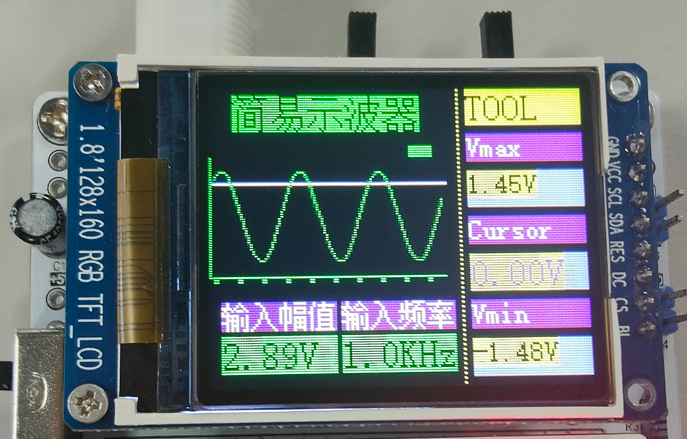 1.8'128x160 RGB TFT_LCD
简易示波器
TOOL
Vmax
1.45V
Cursor
0.00V
Vmin
-1.48V
输入幅值 输入频率
2.89V 1.0KHz
GND VCC SCL SDA RES DC CS BL